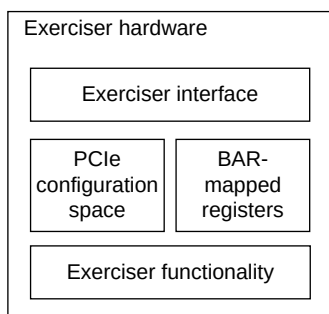 Exerciser hardware
Exerciser interface
PCIe
configuration
space
BAR-
mapped
registers
Exerciser functionality